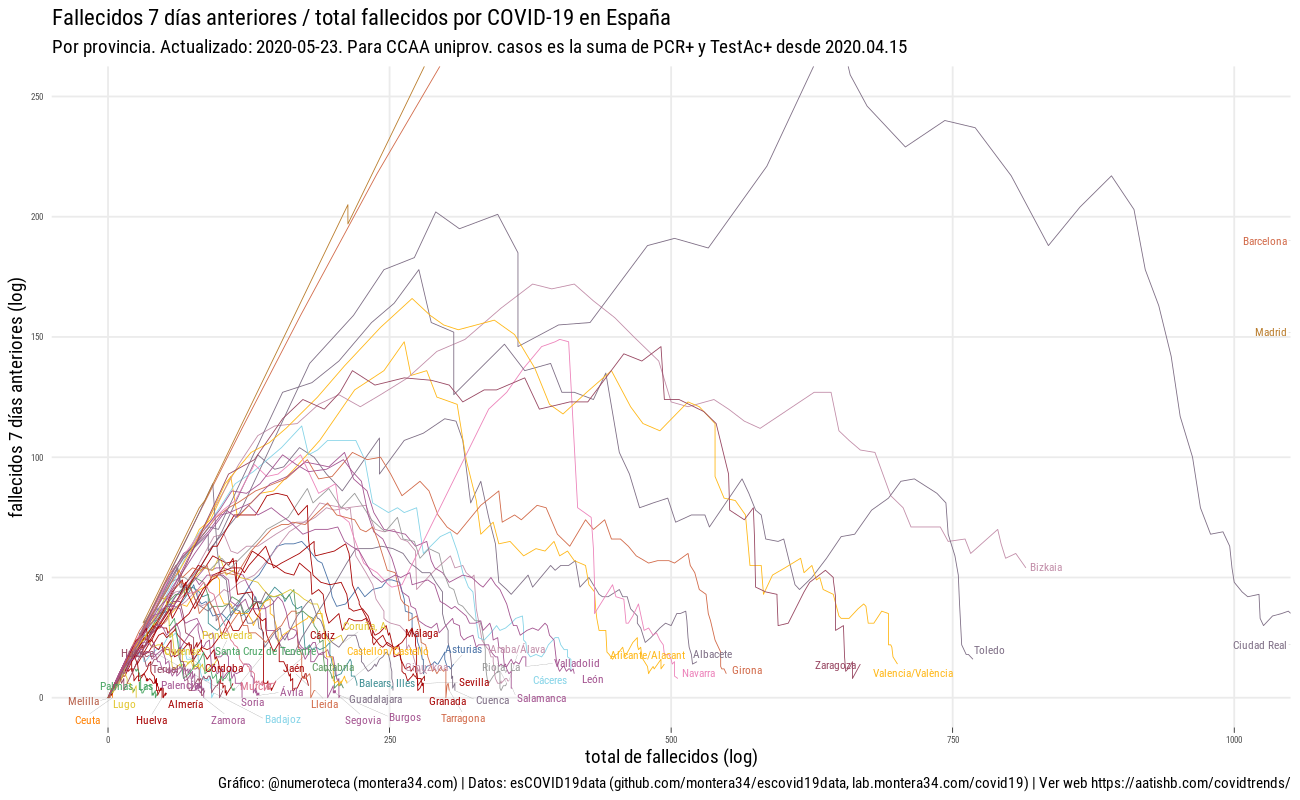 Fallecidos 7 días anteriores / total fallecidos por COVID-19 en España
Por provincia. Actualizado: 2020-05-23. Para CCAA uniprov. casos es la suma de PCR+ y TestAc+ desde 2020.04.15
fallecidos 7 días anteriores (log)
250
200
150
100
50
0
Barcelona
Madrid
Bizkaia
Ciudad Real
Toledo
Albacete
Zaragoza
Valencia/València
Girona
Navarra
Alicante/Alacant
Coruña, A
Málaga
Cádiz
Pontevedra
Asturias
Araba/Álava
Castellón/Castelló
Santa Cruz de Tenerife
Huesca
Valladolid
León
Cáceres
Rioja, La
Gipuzkoa
Cantabria
Jaén
Córdoba
Teruel
Balears, Illes
Sevilla
Palmas, Las
Palencia
Murcia
Ávila
Guadalajara
Granada
Cuenca
Salamanca
Melilla
Lugo
Almería
Soria
Lleida
Ceuta
Huelva
Zamora
Badajoz
Segovia
Burgos
Tarragona
0
250
500
750
1000
total de fallecidos (log)
Gráfico: @numeroteca (montera34.com) | Datos: esCOVID19data (github.com/montera34/escovid19data, lab.montera34.com/covid19) | Ver web https://aatishb.com/covidtrends/